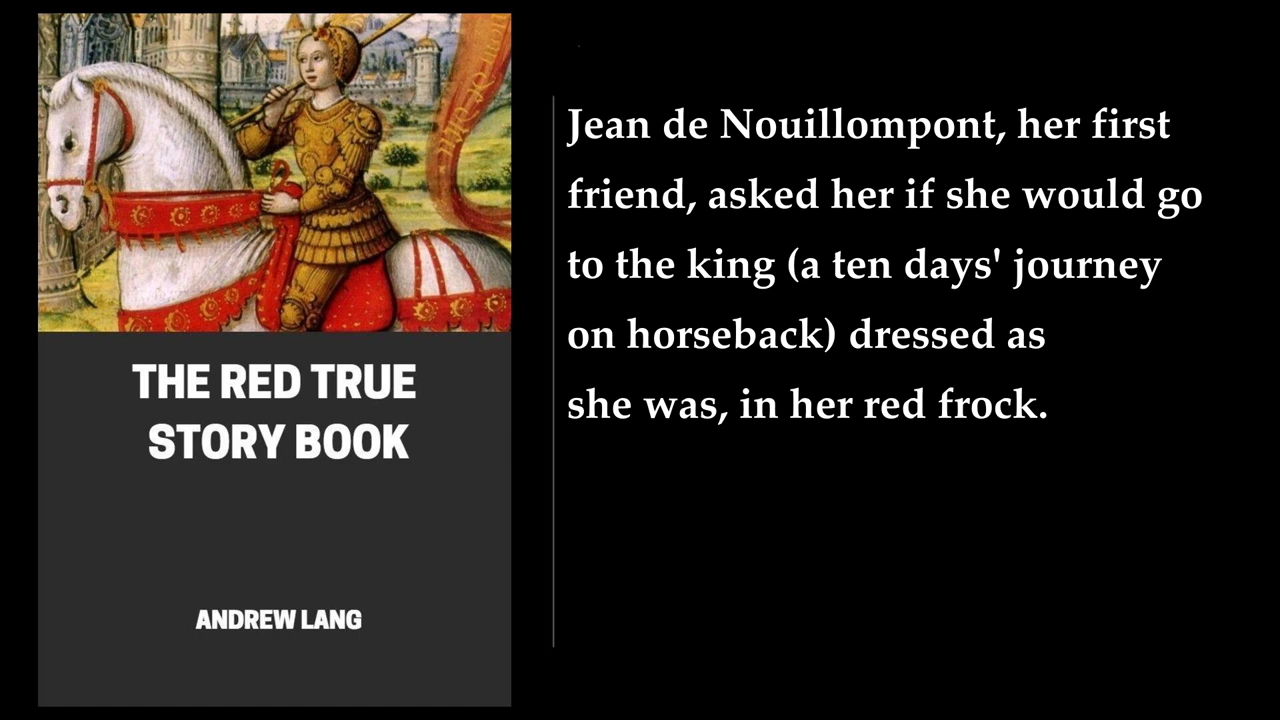 THE RED TRUE
STORY BOOK
ANDREW LANG
Jean de Nouillompont, her first
friend, asked her if she would go
to the king (a ten days' journey
on horseback) dressed as
she was, in her red frock.